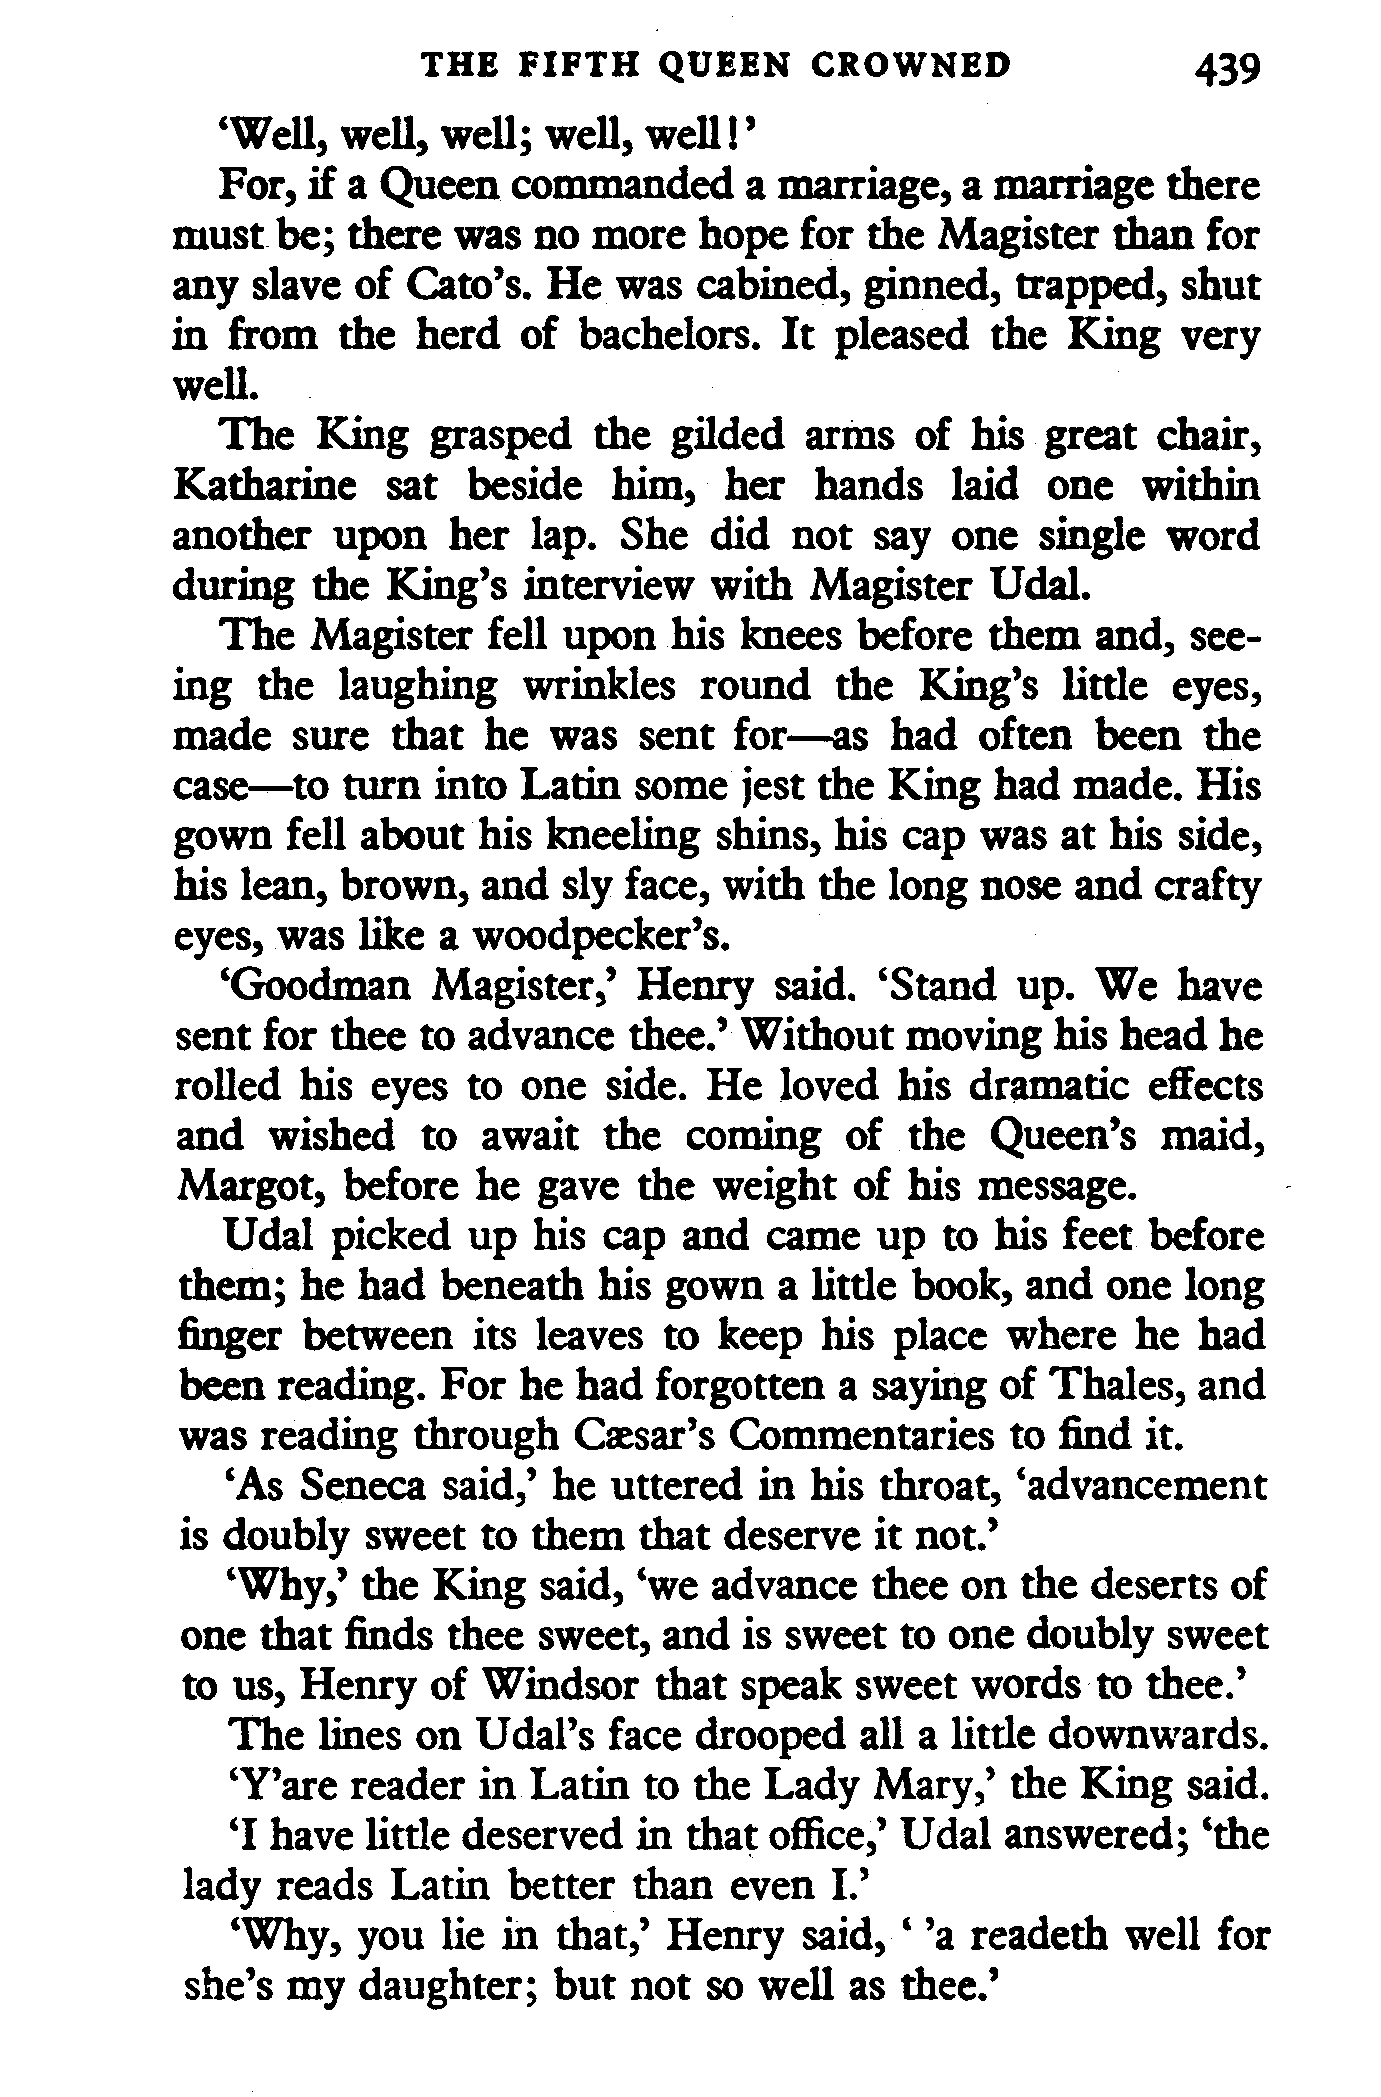 THE FIFTH QUEEN CROWNED 439
‘Well, well, well; well, well!’
For, if a Queen commanded a marriage, a marriage there
must be; there was no more hope for the Magister than for
any slave of Cato’s. He was cabined, ginned, trapped, shut
in from the herd of bachelors. It pleased the King very
well.
The King grasped the gilded arms of his great chair,
Katharine sat beside him, her hands laid one within
another upon her lap. She did not say one single word
during the King’s interview with Magister Udal.
The Magister fell upon his knees before them and, see-
ing the laughing wrinkles round the King’s little eyes,
made sure that he was sent for—as had often been the
case—to turn into Latin some jest the King had made. His
gown fell about his kneeling shins, his cap was at his side,
his lean, brown, and sly face, with the long nose and crafty
eyes, was like a woodpecker’s.
‘Goodman Magister,’ Henry said. ‘Stand up. We have
sent for thee to advance thee.’ Without moving his head he
rolled his eyes to one side. He loved his dramatic effects
and wished to await the coming of the Queen’s maid,
Margot, before he gave the weight of his message.
Udal picked up his cap and came up to his feet before
them; he had beneath his gown a little book, and one long
finger between its leaves to keep his place where he had
been reading. For he had forgotten a saying of Thales, and
was reading through Cæsar’s Commentaries to find it.
‘As Seneca said,’ he uttered in his throat, ‘advancement
is doubly sweet to them that deserve it not.’
‘Why,’ the King said, ‘we advance thee on the deserts of
one that finds thee sweet, and is sweet to one doubly sweet
to us, Henry of Windsor that speak sweet words to thee.’
The lines on Udal’s face drooped all a little downwards.
‘Y’are reader in Latin to the Lady Mary,’ the King said.
‘I have little deserved in that office,’ Udal answered; ‘the
lady reads Latin better than even I.’
‘Why, you lie in that,’ Henry said, ‘ ’a readeth well for
she’s my daughter; but not so well as thee.’